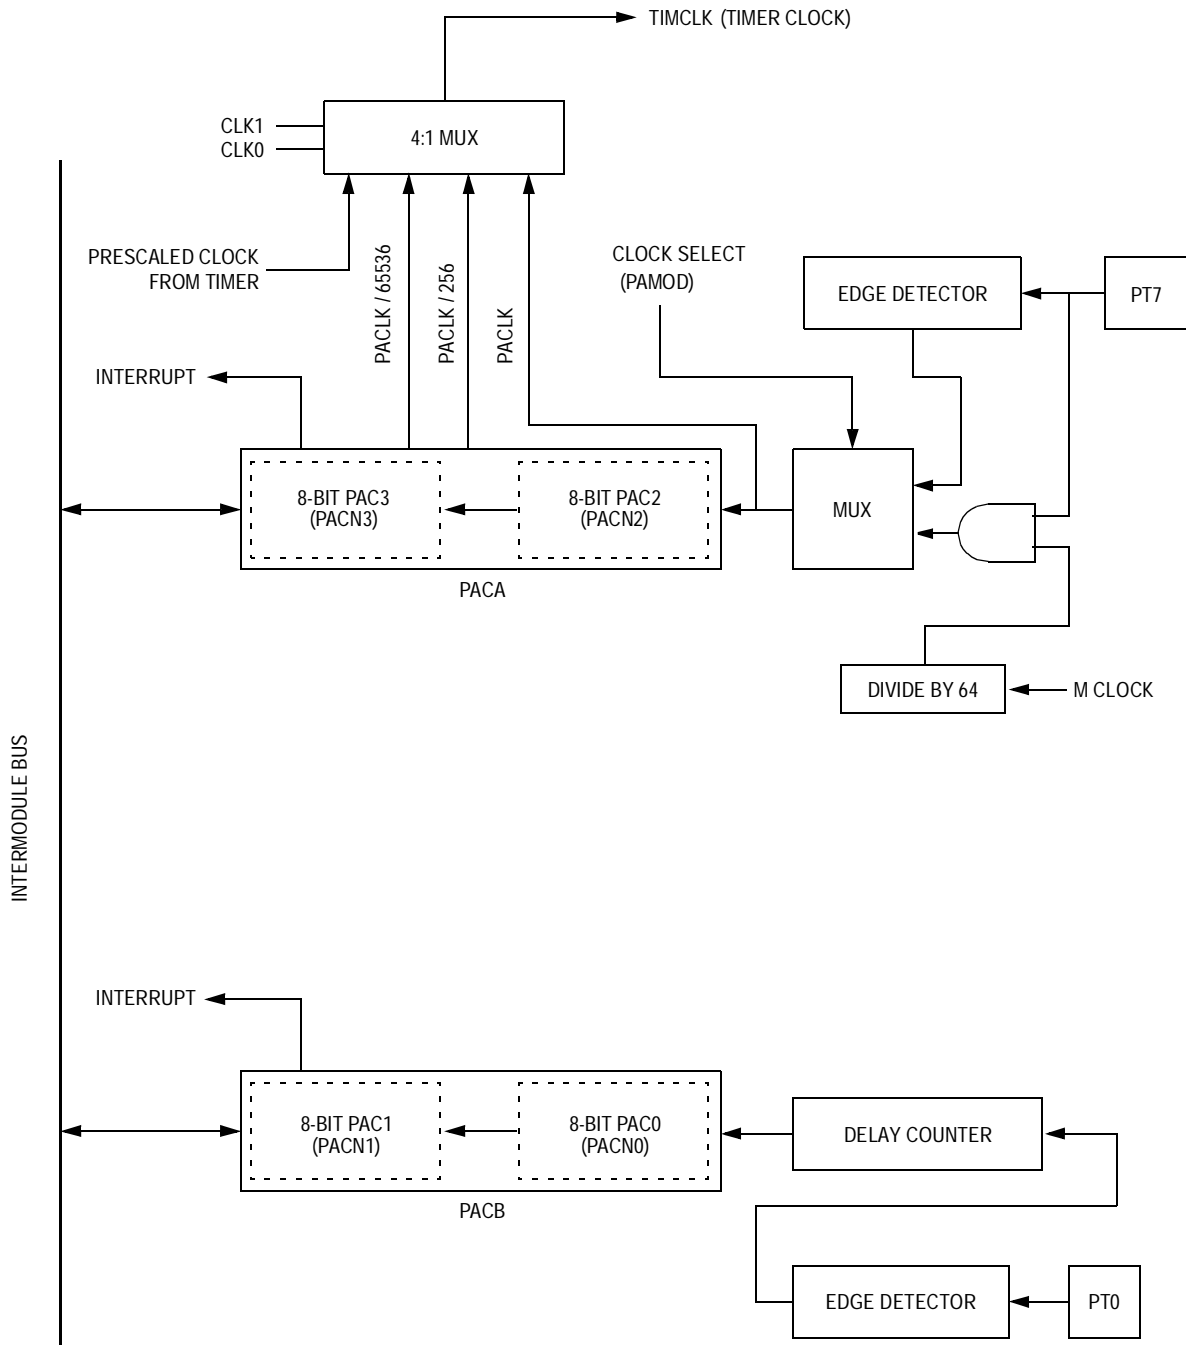 TIMCLK (TIMER CLOCK)
CLK1
CLK0
4:1 MUX
PRESCALED CLOCK
FROM TIMER
PACLK / 65536
PACLK / 256
PACLK
CLOCK SELECT
(PAMOD)
EDGE DETECTOR
PT7
INTERRUPT
8-BIT PAC3
(PACN3)
8-BIT PAC2
(PACN2)
MUX
PACA
DIVIDE BY 64
M CLOCK
INTERMODULE BUS
INTERRUPT
8-BIT PAC1
(PACN1)
8-BIT PAC0
(PACN0)
DELAY COUNTER
PACB
EDGE DETECTOR
PT0